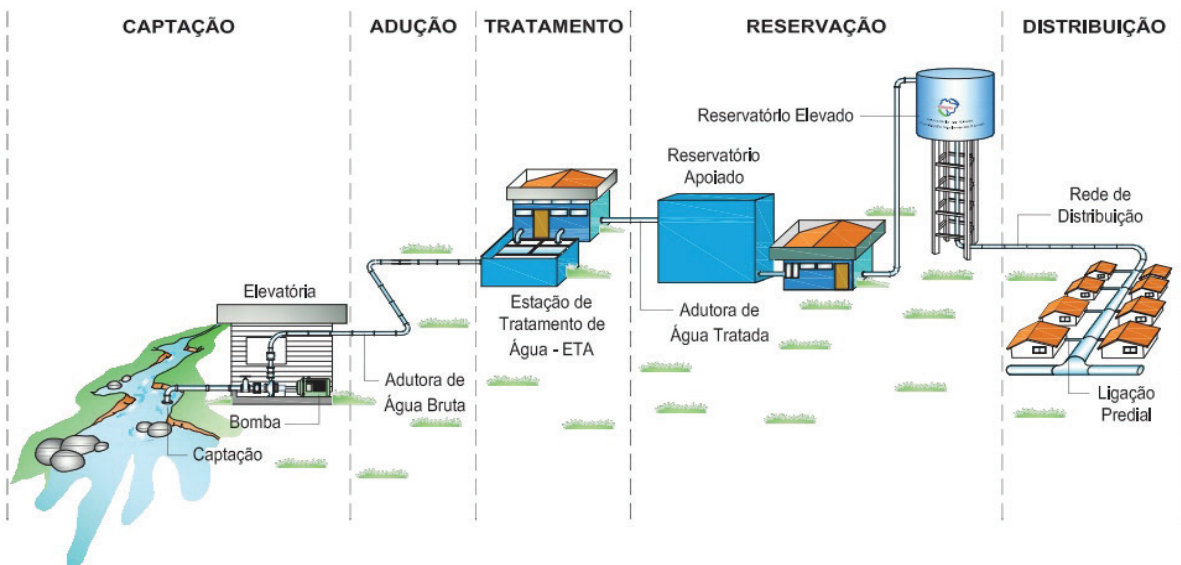 CAPTAÇÃO
ADUÇÃO
TRATAMENTO
RESERVAÇÃO
DISTRIBUIÇÃO
Reservatório Elevado
Reservatório
Apoiado
Rede de
Distribuição
Elevatória
Estação de
Tratamento de
Água - ETA
Adutora de
Água Tratada
Adutora de
Água Bruta
Bomba
Captação
Ligação
Predial